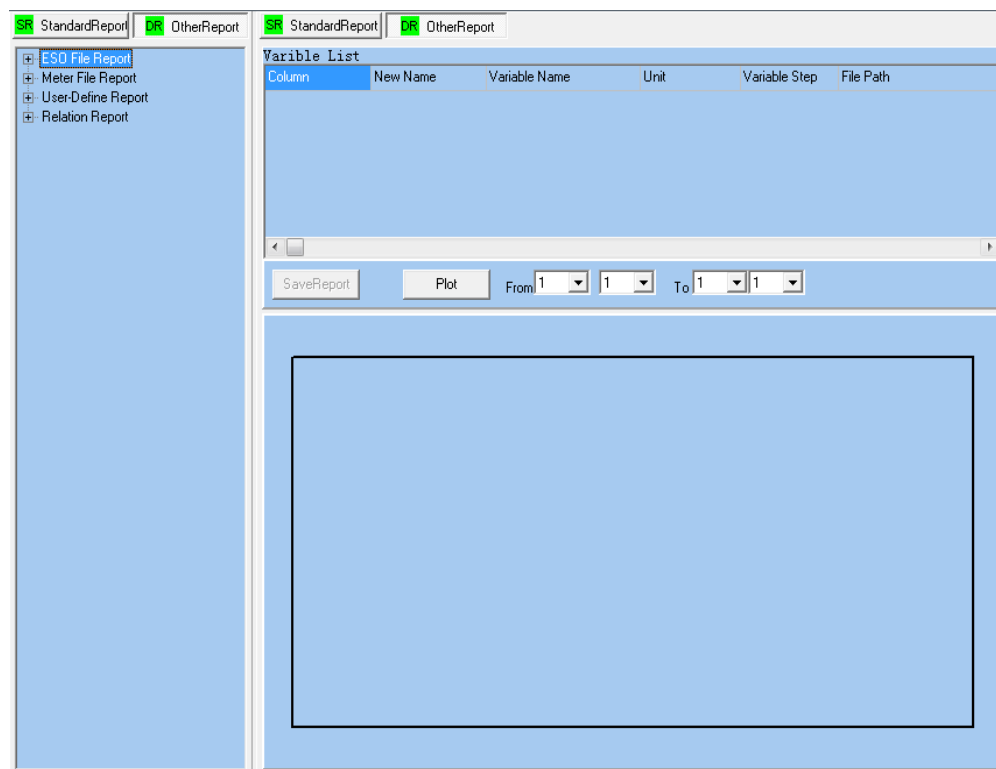 SR StandardReport DR OtherReport SR StandardReport DR OtherReport
ESO File Report
Meter File Report
User-Define Report
Relation Report
Varible List
Column New Name Variable Name Unit Variable Step File Path
SaveReport Plot From 1 1 To 1 1